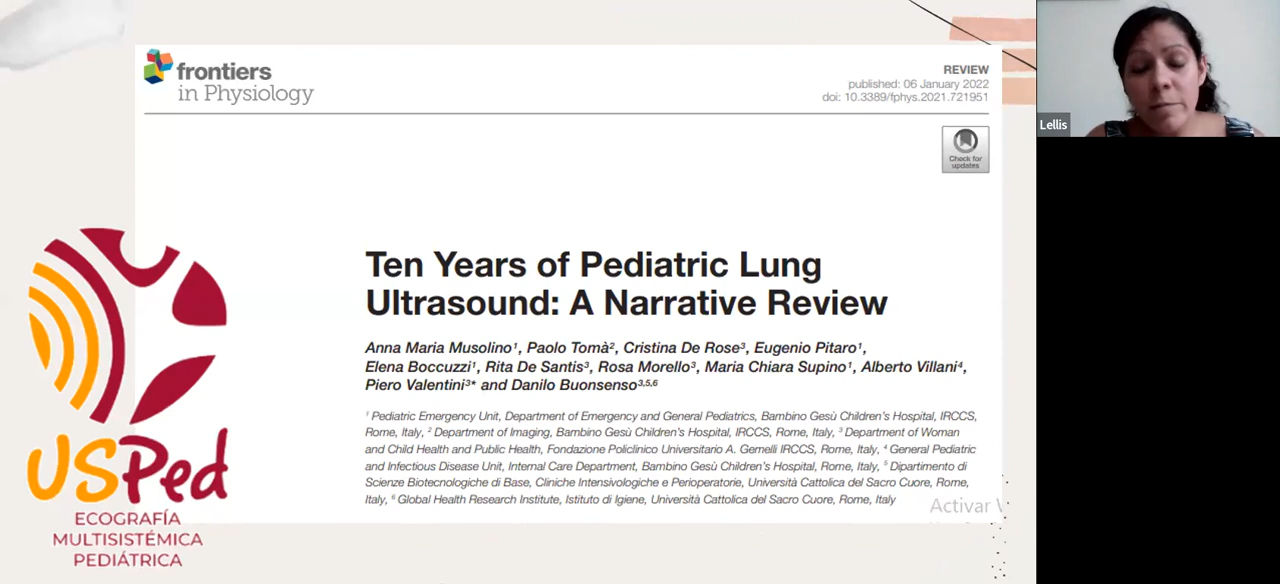 frontiers
in Physiology
REVIEW
published: 06 January 2022
doi: 10.3389/fphys.2021.721951
Check for
updates
Ten Years of Pediatric Lung
Ultrasound: A Narrative Review
Anna Maria Musolino¹, Paolo Tomà², Cristina De Rose³, Eugenio Pitaro¹,
Elena Boccuzzi¹, Rita De Santis³, Rosa Morello³, Maria Chiara Supino¹, Alberto Villani⁴,
Piero Valentini³* and Danilo Buonsenso³,⁵,⁶
¹ Pediatric Emergency Unit, Department of Emergency and General Pediatrics, Bambino Gesù Children's Hospital, IRCCS,
Rome, Italy, ² Department of Imaging, Bambino Gesù Children's Hospital, IRCCS, Rome, Italy, ³ Department of Woman
and Child Health and Public Health, Fondazione Policlinico Universitario A. Gemelli IRCCS, Rome, Italy, ⁴ General Pediatric
and Infectious Disease Unit, Internal Care Department, Bambino Gesù Children's Hospital, Rome, Italy, ⁵ Dipartimento di
Scienze Biotecnologiche di Base, Cliniche Intensivologiche e Perioperatorie, Università Cattolica del Sacro Cuore, Rome,
Italy, ⁶ Global Health Research Institute, Istituto di Igiene, Università Cattolica del Sacro Cuore, Rome, Italy
Activar
USPed
ECOGRAFÍA
MULTISISTÉMICA
PEDIÁTRICA
Lellis